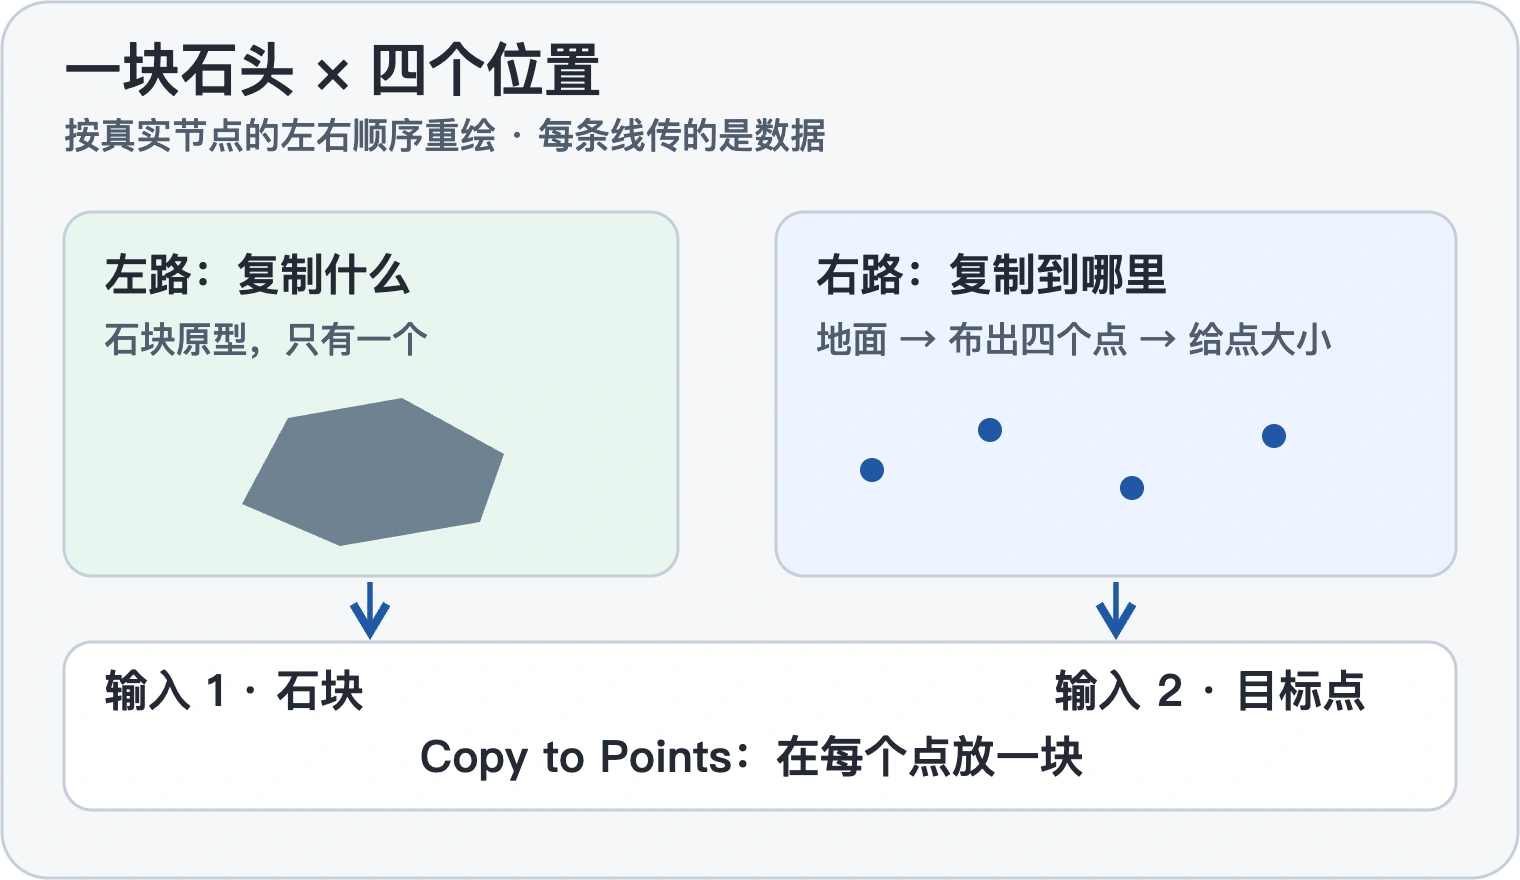 一块石头 × 四个位置
按真实节点的左右顺序重绘 · 每条线传的是数据
左路：复制什么
石块原型，只有一个
右路：复制到哪里
地面 → 布出四个点 → 给点大小
输入 1 · 石块
输入 2 · 目标点
Copy to Points：在每个点放一块